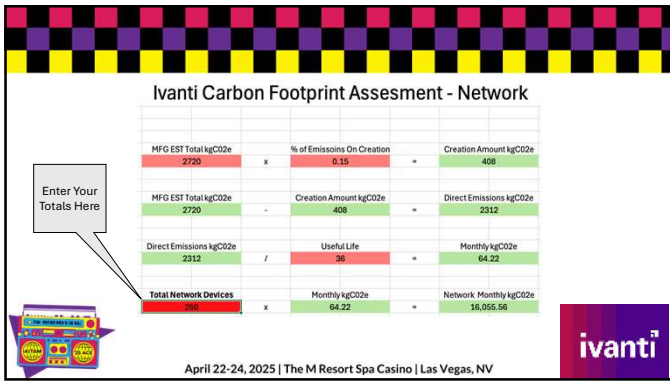 Ivanti Carbon Footprint Assesment - Network
MFG EST Total kgC02e % of Emissoins On Creation Creation Amount kgC02e
2720 x 0.15 = 408
Enter Your
Totals Here
MFG EST Total kgC02e Creation Amount kgC02e Direct Emissions kgC02e
2720 - 408 = 2312
Direct Emissions kgC02e Useful Life Monthly kgC02e
2312 / 36 = 64.22
Total Network Devices Monthly kgC02e Network Monthly kgC02e
250 x 64.22 = 16,055.56
IAITAM '25 ACE
ivanti
April 22-24, 2025 | The M Resort Spa Casino | Las Vegas, NV